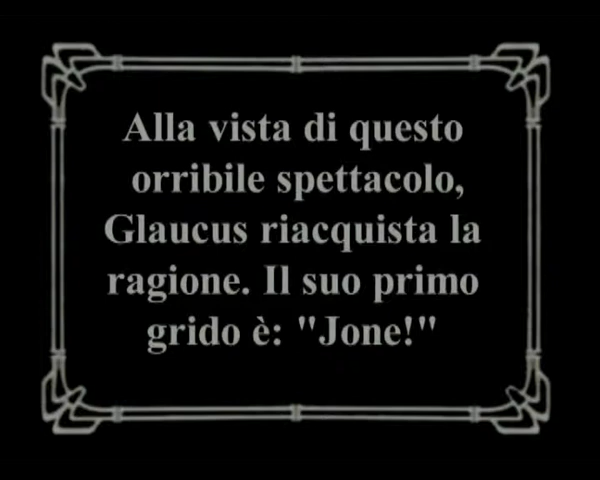 Alla vista di questo
orribile spettacolo,
Glaucus riacquista la
ragione. Il suo primo
grido è: "Jone!"